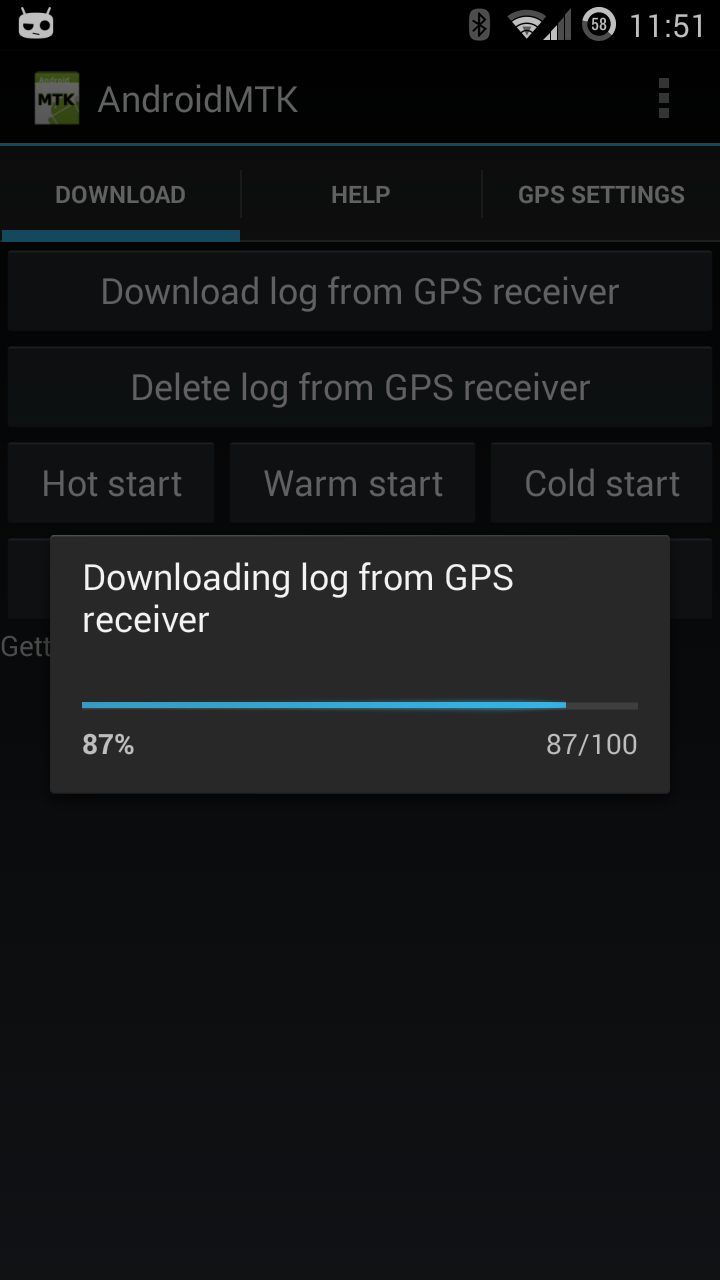 58 11:51
Android
MTK
AndroidMTK
DOWNLOAD HELP GPS SETTINGS
Download log from GPS receiver
Delete log from GPS receiver
Hot start Warm start Cold start
Downloading log from GPS
receiver
Gett
87% 87/100